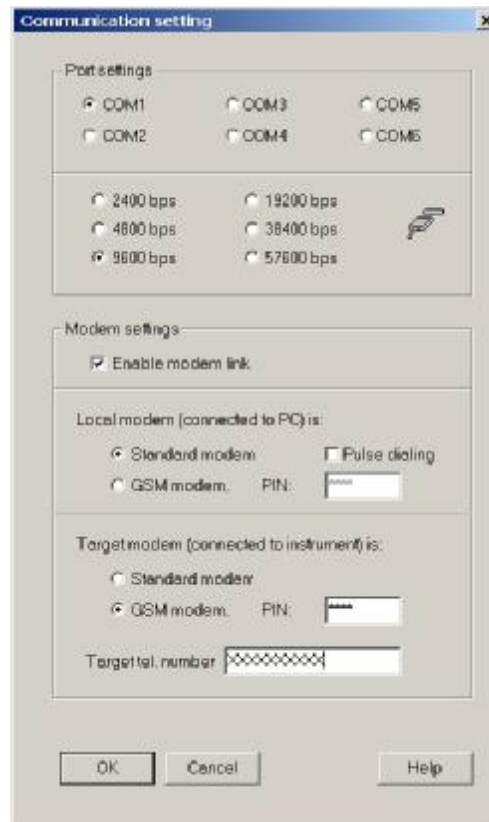 Communication setting
Port settings
COM1 COM3 COM5
COM2 COM4 COM6
2400 bps 19200 bps
4800 bps 38400 bps
9600 bps 57600 bps
Modem settings
Enable modem link
Local modem (connected to PC) is:
Standard modem Pulse dialing
GSM modem. PIN: ****
Target modem (connected to instrument) is:
Standard modem
GSM modem. PIN: ****
Target tel. number XXXXXXXXXX
OK Cancel Help